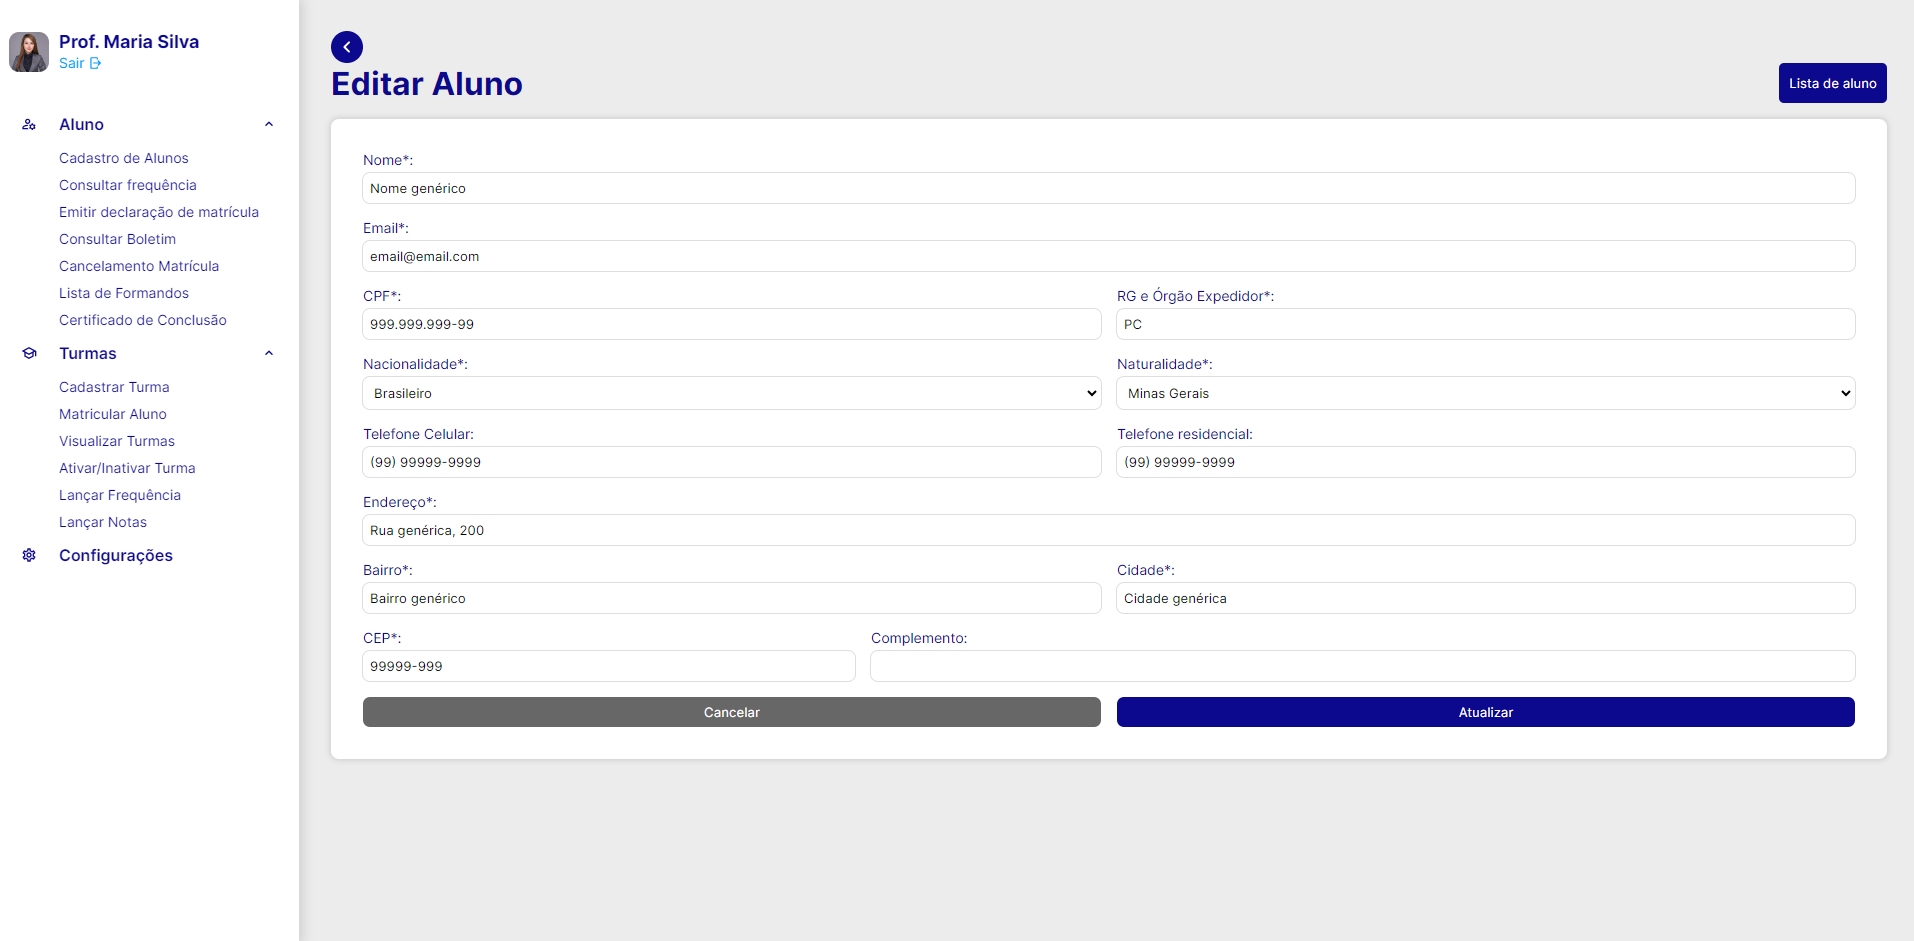 Prof. Maria Silva
Sair
Aluno
Cadastro de Alunos
Consultar frequência
Emitir declaração de matrícula
Consultar Boletim
Cancelamento Matrícula
Lista de Formandos
Certificado de Conclusão
Turmas
Cadastrar Turma
Matricular Aluno
Visualizar Turmas
Ativar/Inativar Turma
Lançar Frequência
Lançar Notas
Configurações
Editar Aluno
Lista de aluno
Nome*:
Nome genérico
Email*:
email@email.com
CPF*:
999.999.999-99
RG e Órgão Expedidor*:
PC
Nacionalidade*:
Brasileiro
Naturalidade*:
Minas Gerais
Telefone Celular:
(99) 99999-9999
Telefone residencial:
(99) 99999-9999
Endereço*:
Rua genérica, 200
Bairro*:
Bairro genérico
Cidade*:
Cidade genérica
CEP*:
99999-999
Complemento:
Cancelar
Atualizar